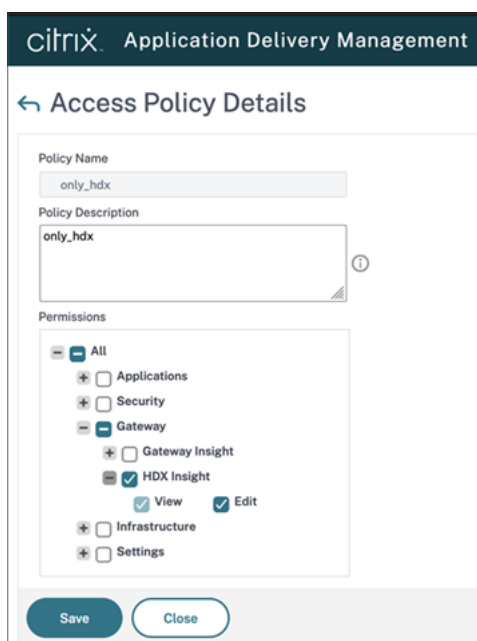 citrix Application Delivery Management
Access Policy Details
Policy Name
only_hdx
Policy Description
only_hdx
Permissions
All
Applications
Security
Gateway
Gateway Insight
HDX Insight
View Edit
Infrastructure
Settings
Save Close